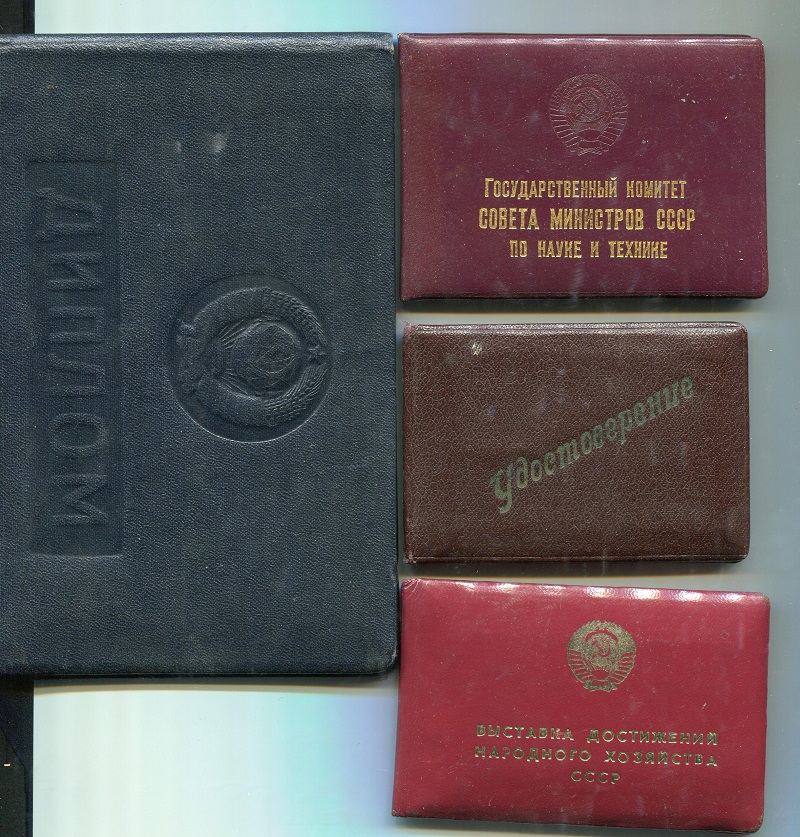 ДИПЛОМ
ГОСУДАРСТВЕННЫЙ КОМИТЕТ
СОВЕТА МИНИСТРОВ СССР
ПО НАУКЕ И ТЕХНИКЕ
Удостоверение
ВЫСТАВКА ДОСТИЖЕНИЙ
НАРОДНОГО ХОЗЯЙСТВА
СССР